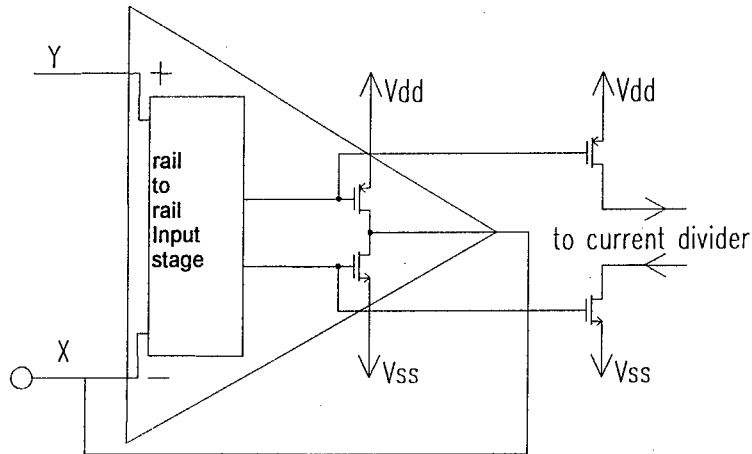 Y
+
Vdd
Vdd
rail
to
rail
Input
stage
to current divider
X
−
Vss
Vss